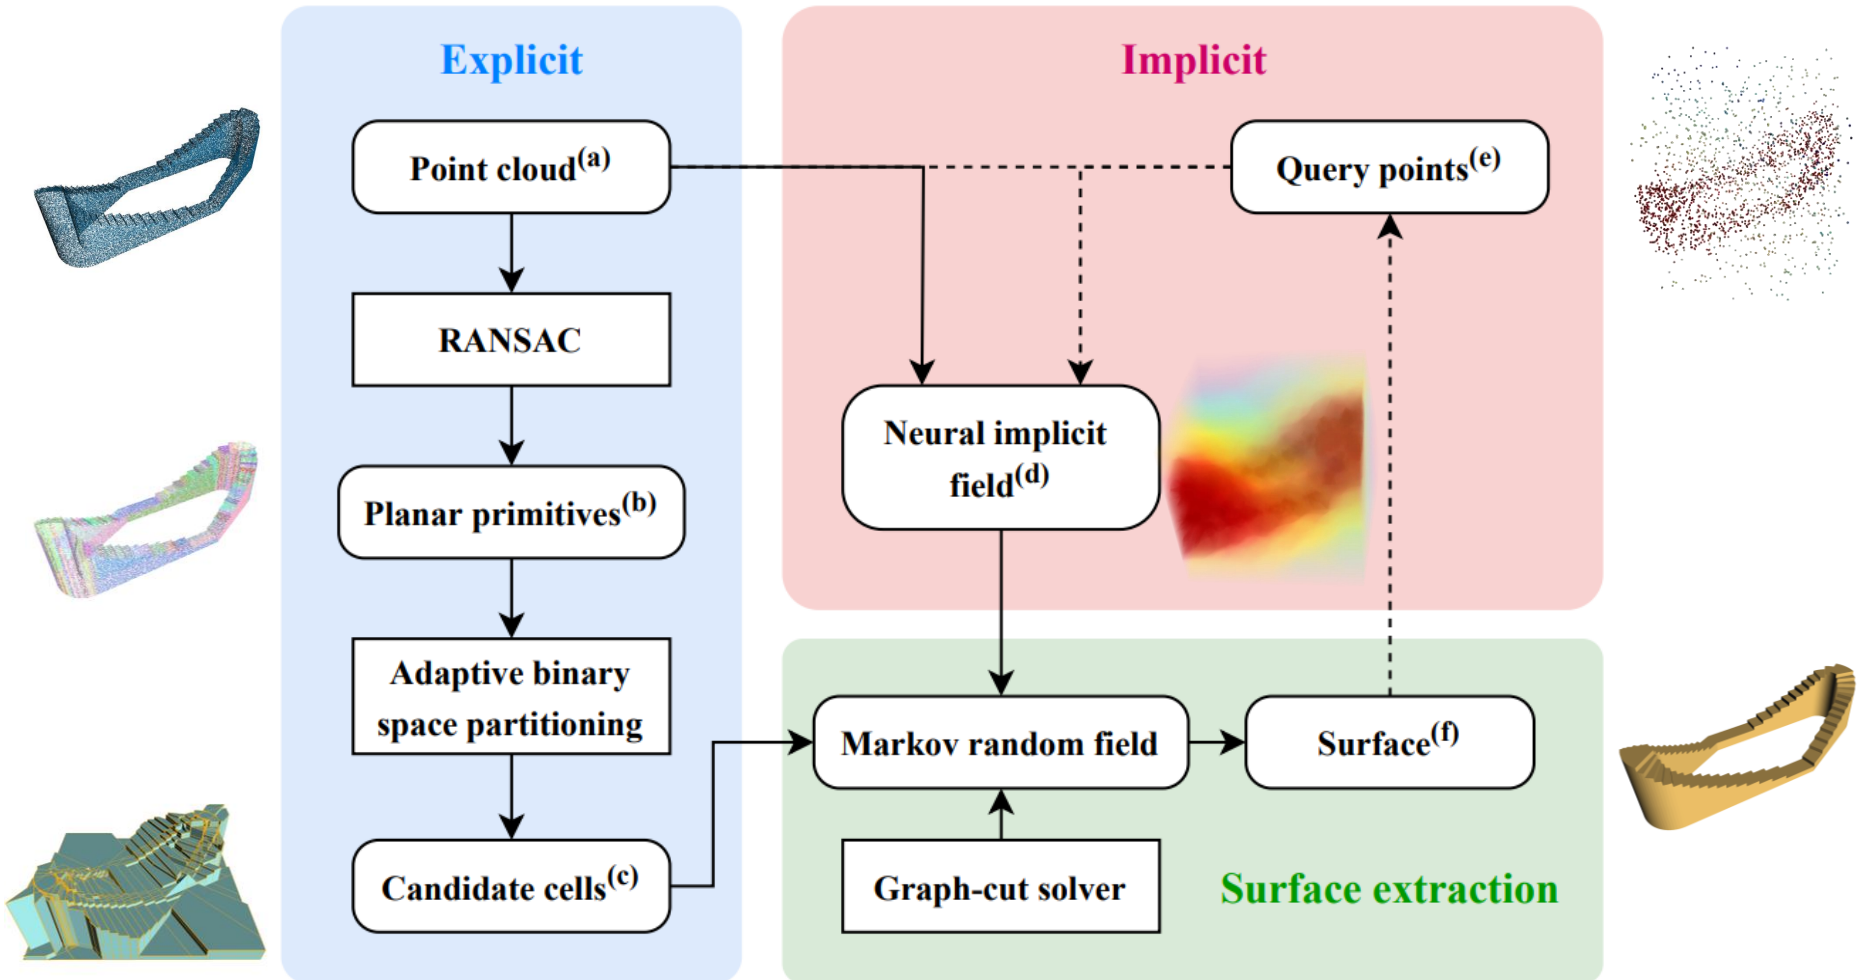 Explicit
Point cloud(a)
RANSAC
Planar primitives(b)
Adaptive binary
space partitioning
Candidate cells(c)
Implicit
Query points(e)
Neural implicit
field(d)
Markov random field
Surface(f)
Graph-cut solver
Surface extraction